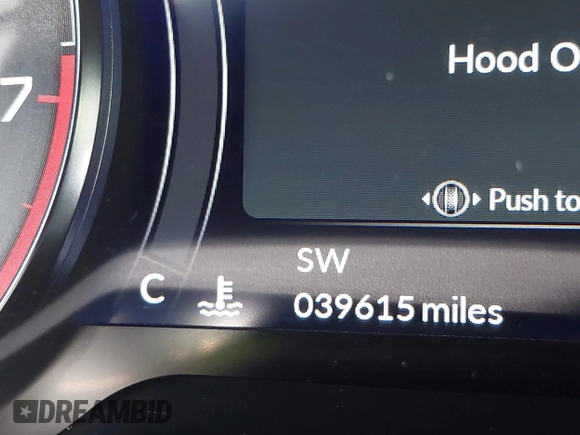 7
Hood O
Push to
SW
C
039615 miles
DREAMBID